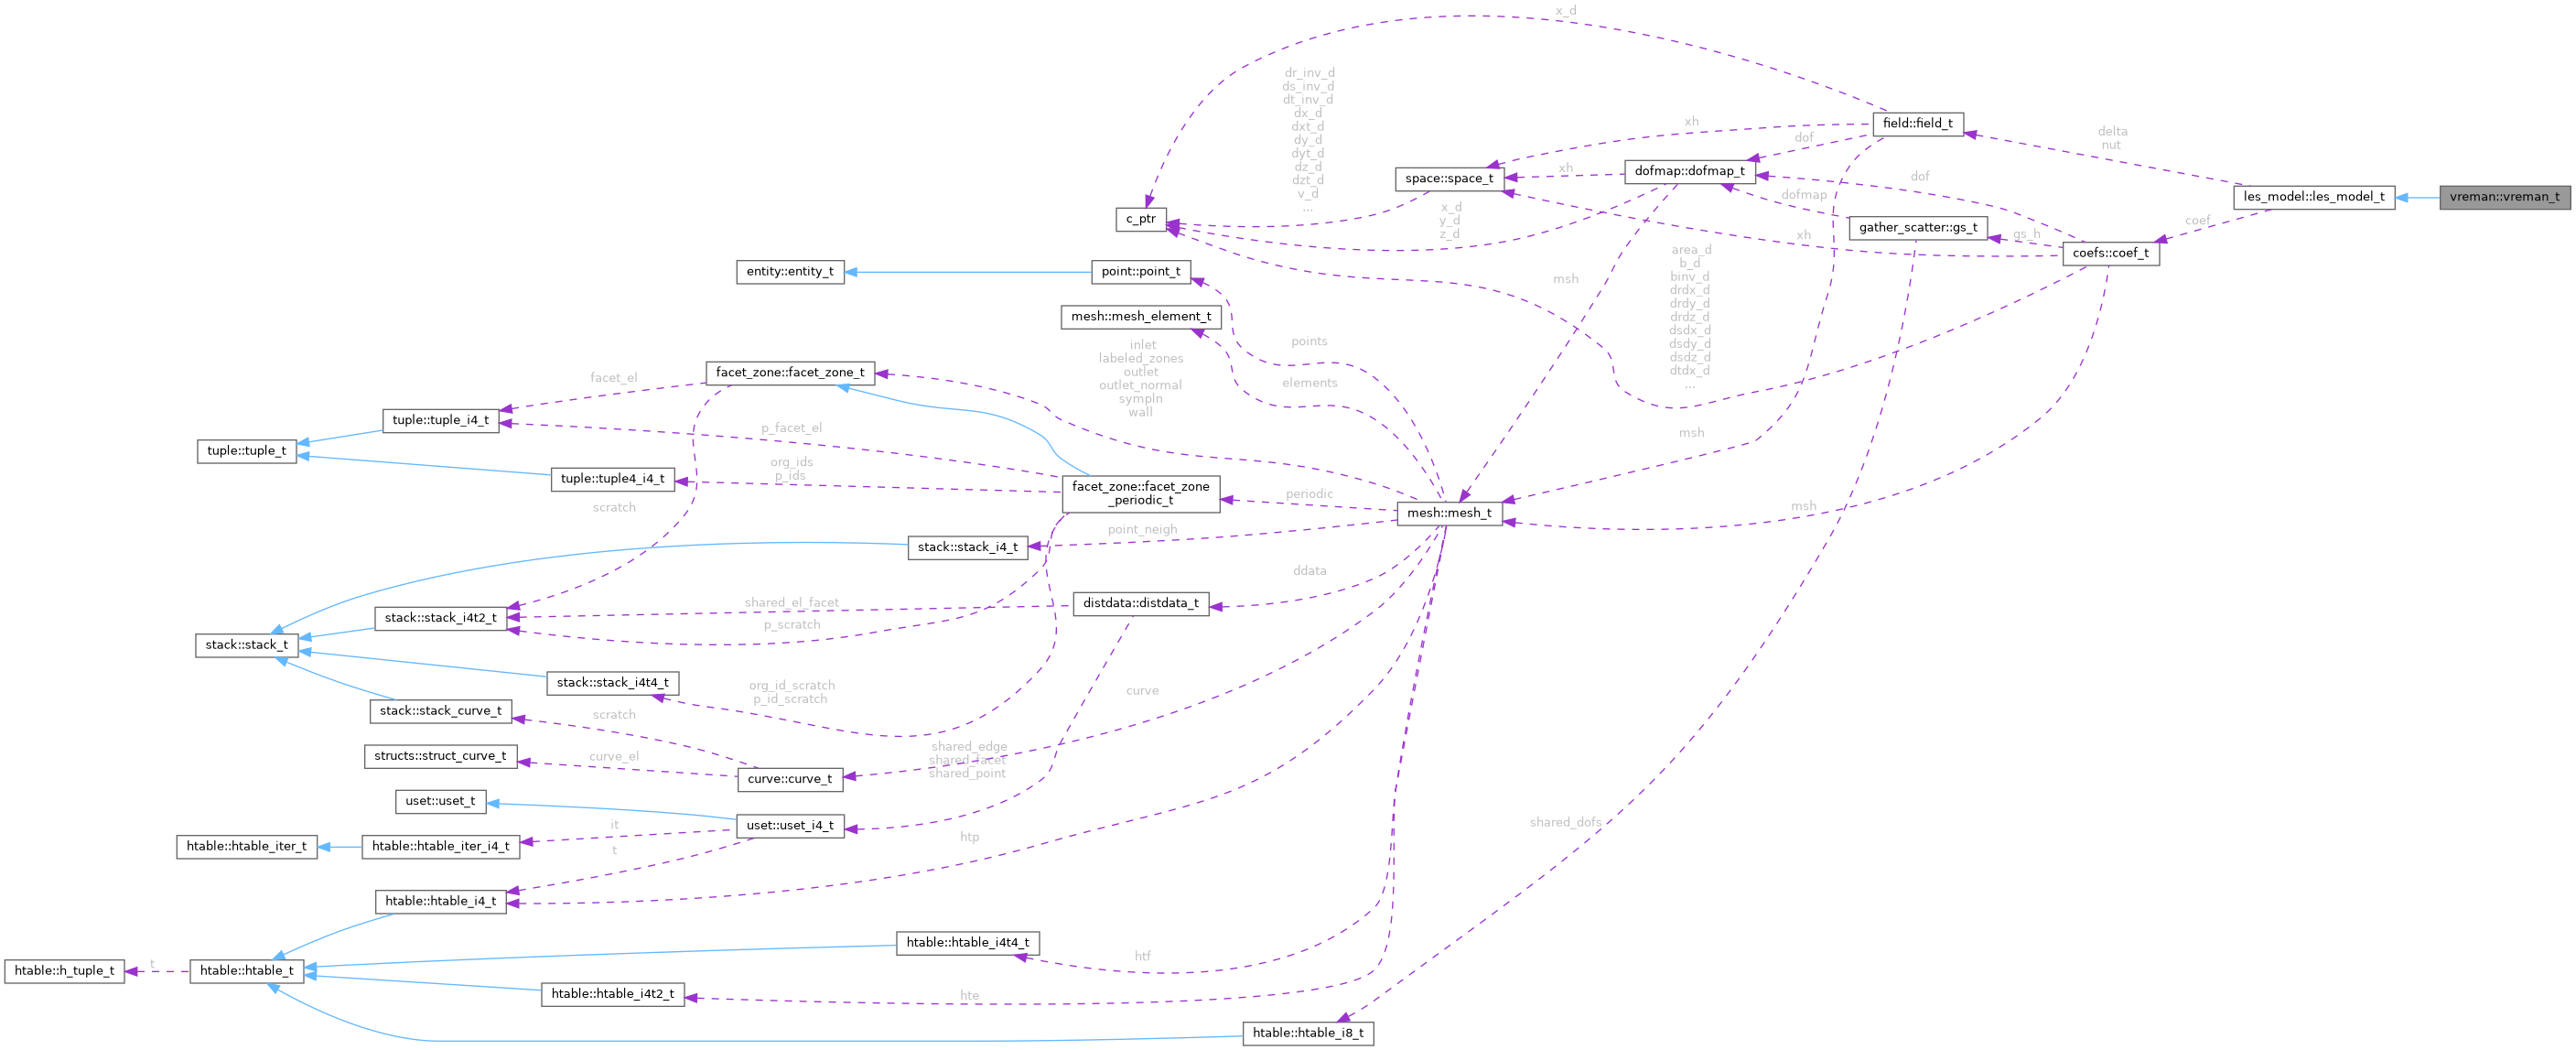 x_d
dr_inv_d
ds_inv_d
dt_inv_d
dx_d
dxt_d
dy_d
dyt_d
dz_d
dzt_d
v_d
...
xh
field::field_t
delta
nut
dof
xh
space::space_t
dofmap::dofmap_t
dof
les_model::les_model_t
vreman::vreman_t
c_ptr
x_d
y_d
z_d
dofmap
gather_scatter::gs_t
coef
gs_h
xh
coefs::coef_t
entity::entity_t
point::point_t
msh
area_d
b_d
binv_d
drdx_d
drdy_d
drdz_d
dsdx_d
dsdy_d
dsdz_d
dtdx_d
...
mesh::mesh_element_t
points
inlet
labeled_zones
outlet
outlet_normal
sympln
wall
elements
facet_zone::facet_zone_t
facet_el
tuple::tuple_i4_t
p_facet_el
msh
tuple::tuple_t
org_ids
p_ids
tuple::tuple4_i4_t
facet_zone::facet_zone
_periodic_t
periodic
scratch
mesh::mesh_t
msh
point_neigh
stack::stack_i4_t
ddata
shared_el_facet
distdata::distdata_t
stack::stack_i4t2_t
p_scratch
stack::stack_t
stack::stack_i4t4_t
org_id_scratch
p_id_scratch
curve
stack::stack_curve_t
scratch
structs::struct_curve_t
curve_el
shared_edge
shared_facet
shared_point
curve::curve_t
uset::uset_t
it
uset::uset_i4_t
shared_dofs
htable::htable_iter_t
htable::htable_iter_i4_t
t
htp
htable::htable_i4_t
htable::htable_i4t4_t
htf
htable::h_tuple_t
t
htable::htable_t
htable::htable_i4t2_t
hte
htable::htable_i8_t